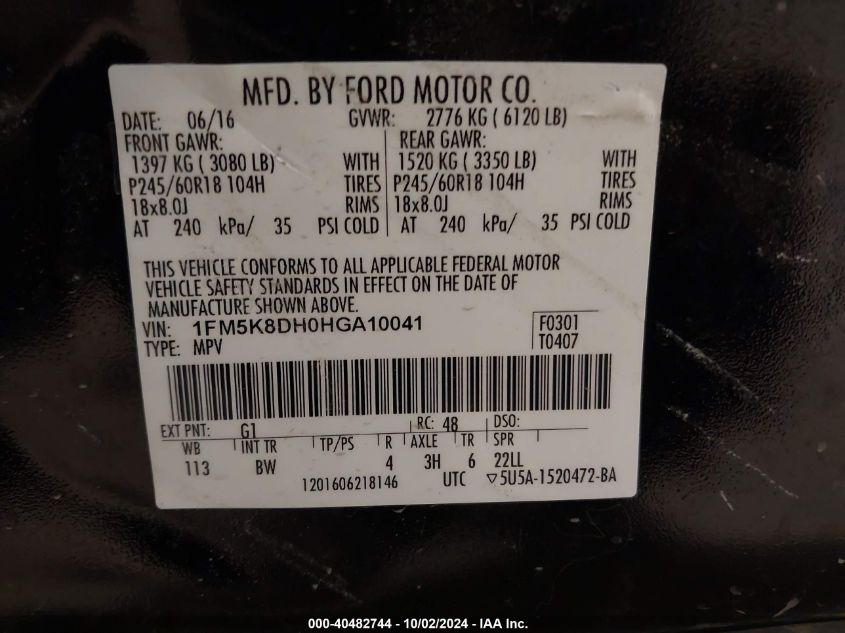 MFD. BY FORD MOTOR CO.
DATE: 06/16 GVWR: 2776 KG ( 6120 LB)
FRONT GAWR: REAR GAWR:
1397 KG ( 3080 LB) WITH 1520 KG ( 3350 LB) WITH
P245/60R18 104H TIRES P245/60R18 104H TIRES
18x8.0J RIMS 18x8.0J RIMS
AT 240 kPa/ 35 PSI COLD AT 240 kPa/ 35 PSI COLD
THIS VEHICLE CONFORMS TO ALL APPLICABLE FEDERAL MOTOR
VEHICLE SAFETY STANDARDS IN EFFECT ON THE DATE OF
MANUFACTURE SHOWN ABOVE.
VIN: 1FM5K8DH0HGA10041 F0301
TYPE: MPV T0407
EXT PNT: G1 RC: 48 DSO:
WB INT TR TP/PS R AXLE TR SPR
113 BW 4 3H 6 22LL
1201606218146 UTC ▽5U5A-1520472-BA
000-40482744 - 10/02/2024 - IAA Inc.